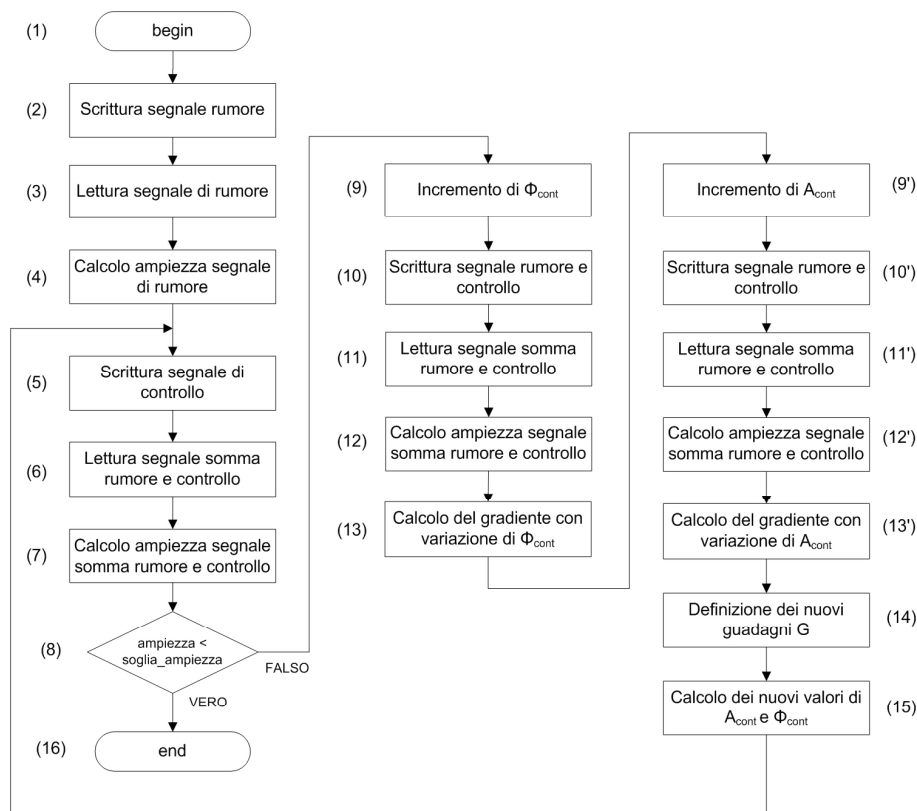 (1)
begin
(2)
Scrittura segnale rumore
(3)
Lettura segnale di rumore
(4)
Calcolo ampiezza segnale
di rumore
(5)
Scrittura segnale di
controllo
(6)
Lettura segnale somma
rumore e controllo
(7)
Calcolo ampiezza segnale
somma rumore e controllo
(8)
ampiezza <
soglia_ampiezza
FALSO
VERO
(16)
end
(9)
Incremento di Φcont
(10)
Scrittura segnale rumore e
controllo
(11)
Lettura segnale somma
rumore e controllo
(12)
Calcolo ampiezza segnale
somma rumore e controllo
(13)
Calcolo del gradiente con
variazione di Φcont
(9')
Incremento di Acont
(10')
Scrittura segnale rumore e
controllo
(11')
Lettura segnale somma
rumore e controllo
(12')
Calcolo ampiezza segnale
somma rumore e controllo
(13')
Calcolo del gradiente con
variazione di Acont
(14)
Definizione dei nuovi
guadagni G
(15)
Calcolo dei nuovi valori di
Acont e Φcont